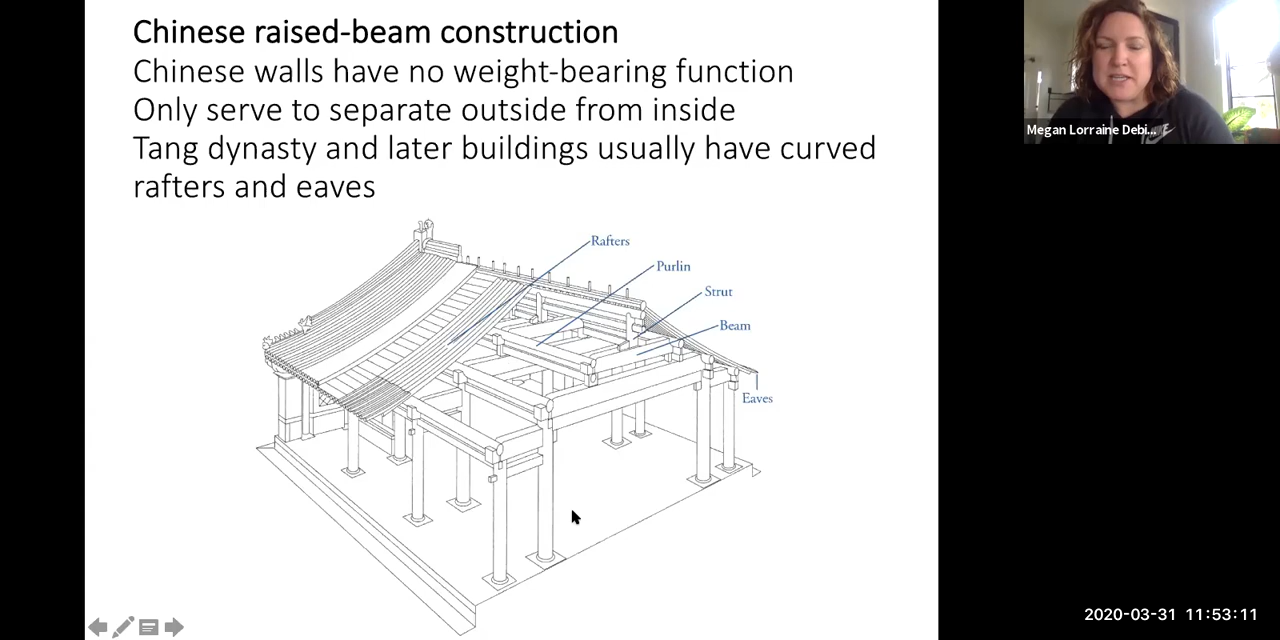 Chinese raised-beam construction
Chinese walls have no weight-bearing function
Only serve to separate outside from inside
Tang dynasty and later buildings usually have curved
rafters and eaves
Rafters
Purlin
Strut
Beam
Eaves
Megan Lorraine Debi...
2020-03-31 11:53:11